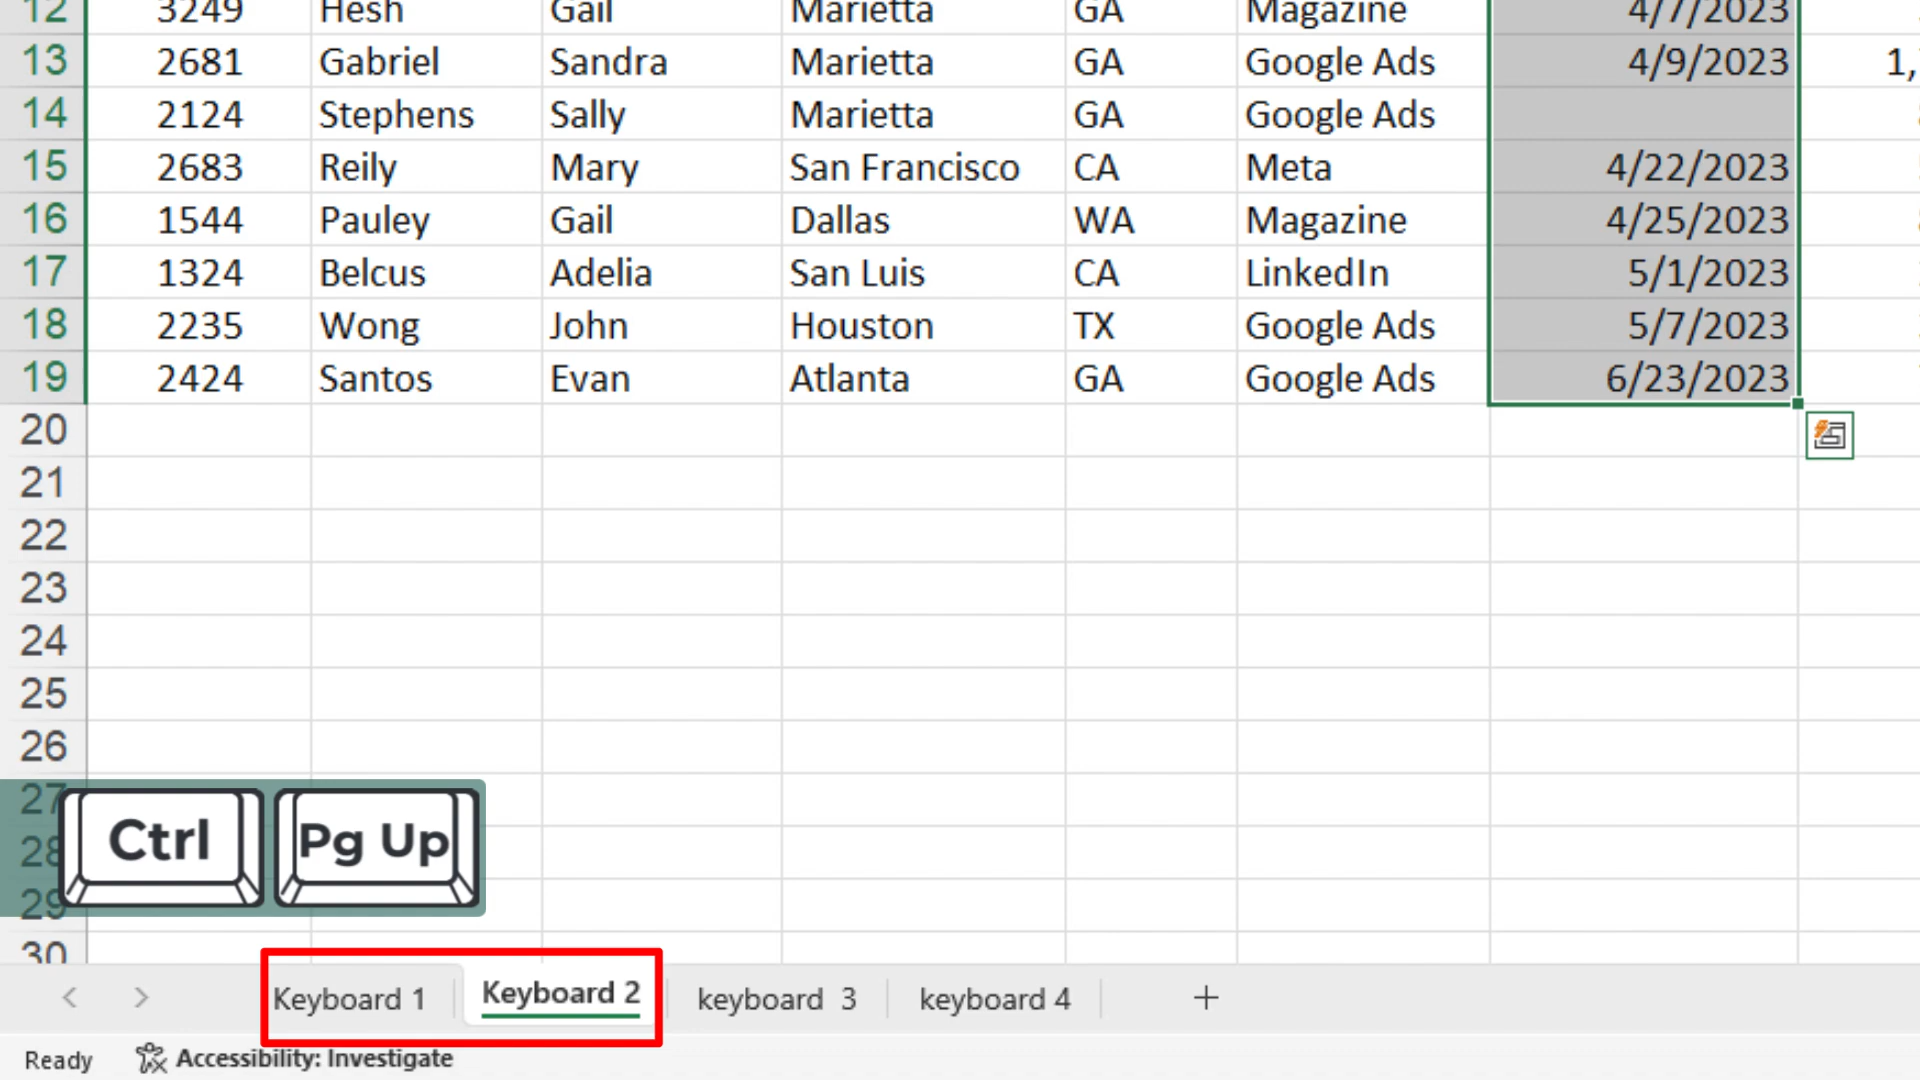 12 3249 Hesh Gail Marietta GA Magazine 4/7/2023
13 2681 Gabriel Sandra Marietta GA Google Ads 4/9/2023 1,
14 2124 Stephens Sally Marietta GA Google Ads
15 2683 Reily Mary San Francisco CA Meta 4/22/2023
16 1544 Pauley Gail Dallas WA Magazine 4/25/2023
17 1324 Belcus Adelia San Luis CA LinkedIn 5/1/2023
18 2235 Wong John Houston TX Google Ads 5/7/2023
19 2424 Santos Evan Atlanta GA Google Ads 6/23/2023
20
21
22
23
24
25
26
27
28
29
Ctrl Pg Up
30
Keyboard 1 Keyboard 2 keyboard  3 keyboard 4 +
Ready Accessibility: Investigate